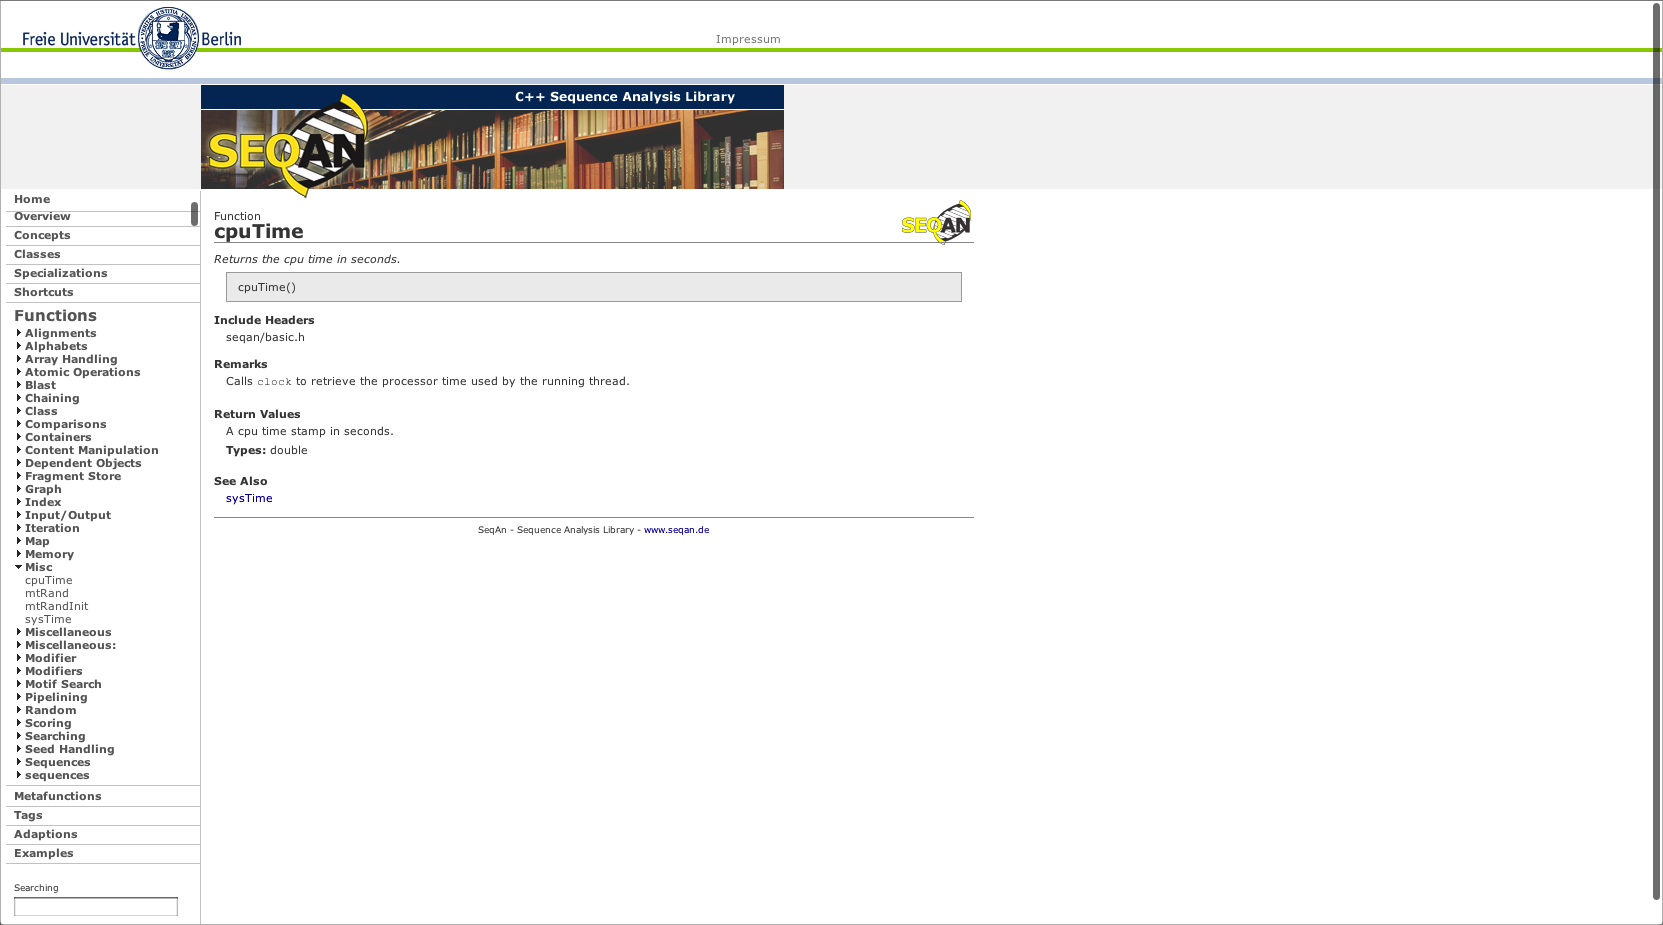 Freie Universität Berlin
Impressum
C++ Sequence Analysis Library
SEQAN
Home
Overview
Concepts
Classes
Specializations
Shortcuts
Functions
Alignments
Alphabets
Array Handling
Atomic Operations
Blast
Chaining
Class
Comparisons
Containers
Content Manipulation
Dependent Objects
Fragment Store
Graph
Index
Input/Output
Iteration
Map
Memory
Misc
cpuTime
mtRand
mtRandInit
sysTime
Miscellaneous
Miscellaneous:
Modifier
Modifiers
Motif Search
Pipelining
Random
Scoring
Searching
Seed Handling
Sequences
sequences
Metafunctions
Tags
Adaptions
Examples
Searching
Function
cpuTime
SEQAN
Returns the cpu time in seconds.
cpuTime()
Include Headers
seqan/basic.h
Remarks
Calls clock to retrieve the processor time used by the running thread.
Return Values
A cpu time stamp in seconds.
Types: double
See Also
sysTime
SeqAn - Sequence Analysis Library - www.seqan.de